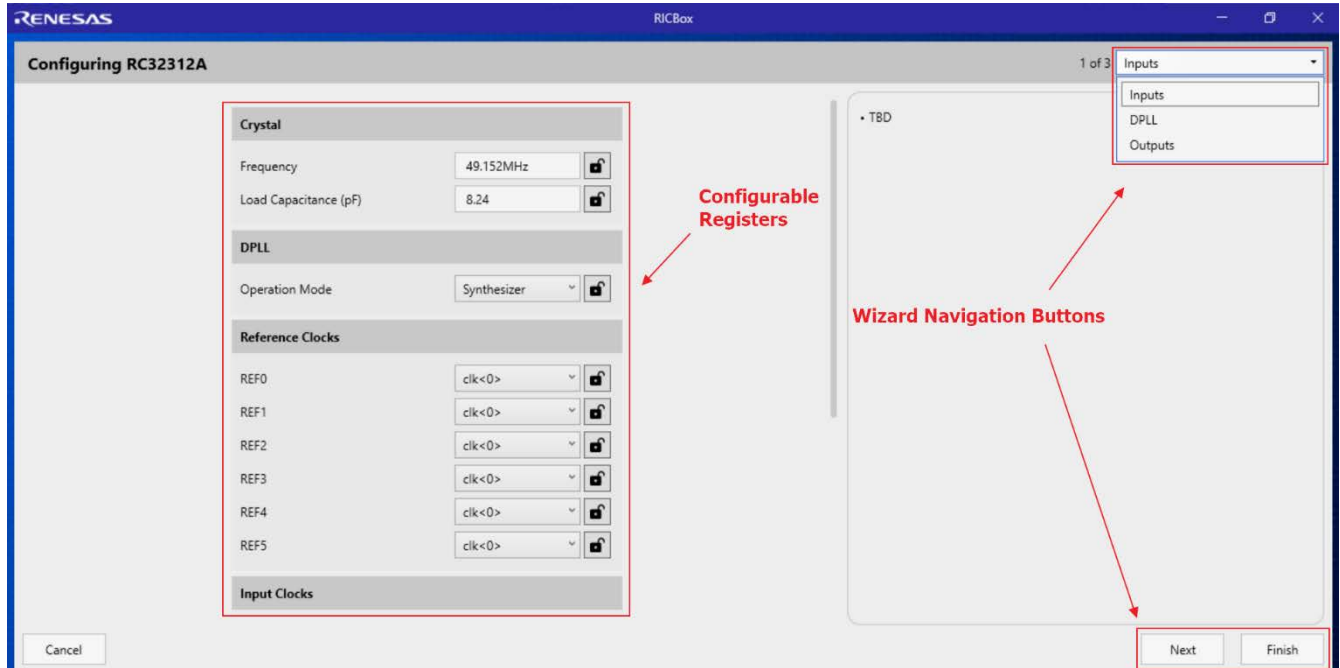 RENESAS
RICBox
Configuring RC32312A
1 of 3 Inputs
Inputs
DPLL
Outputs
Crystal
Frequency 49.152MHz
Load Capacitance (pF) 8.24
DPLL
Operation Mode Synthesizer
Reference Clocks
REF0 clk<0>
REF1 clk<0>
REF2 clk<0>
REF3 clk<0>
REF4 clk<0>
REF5 clk<0>
Input Clocks
Configurable
Registers
• TBD
Wizard Navigation Buttons
Cancel
Next Finish